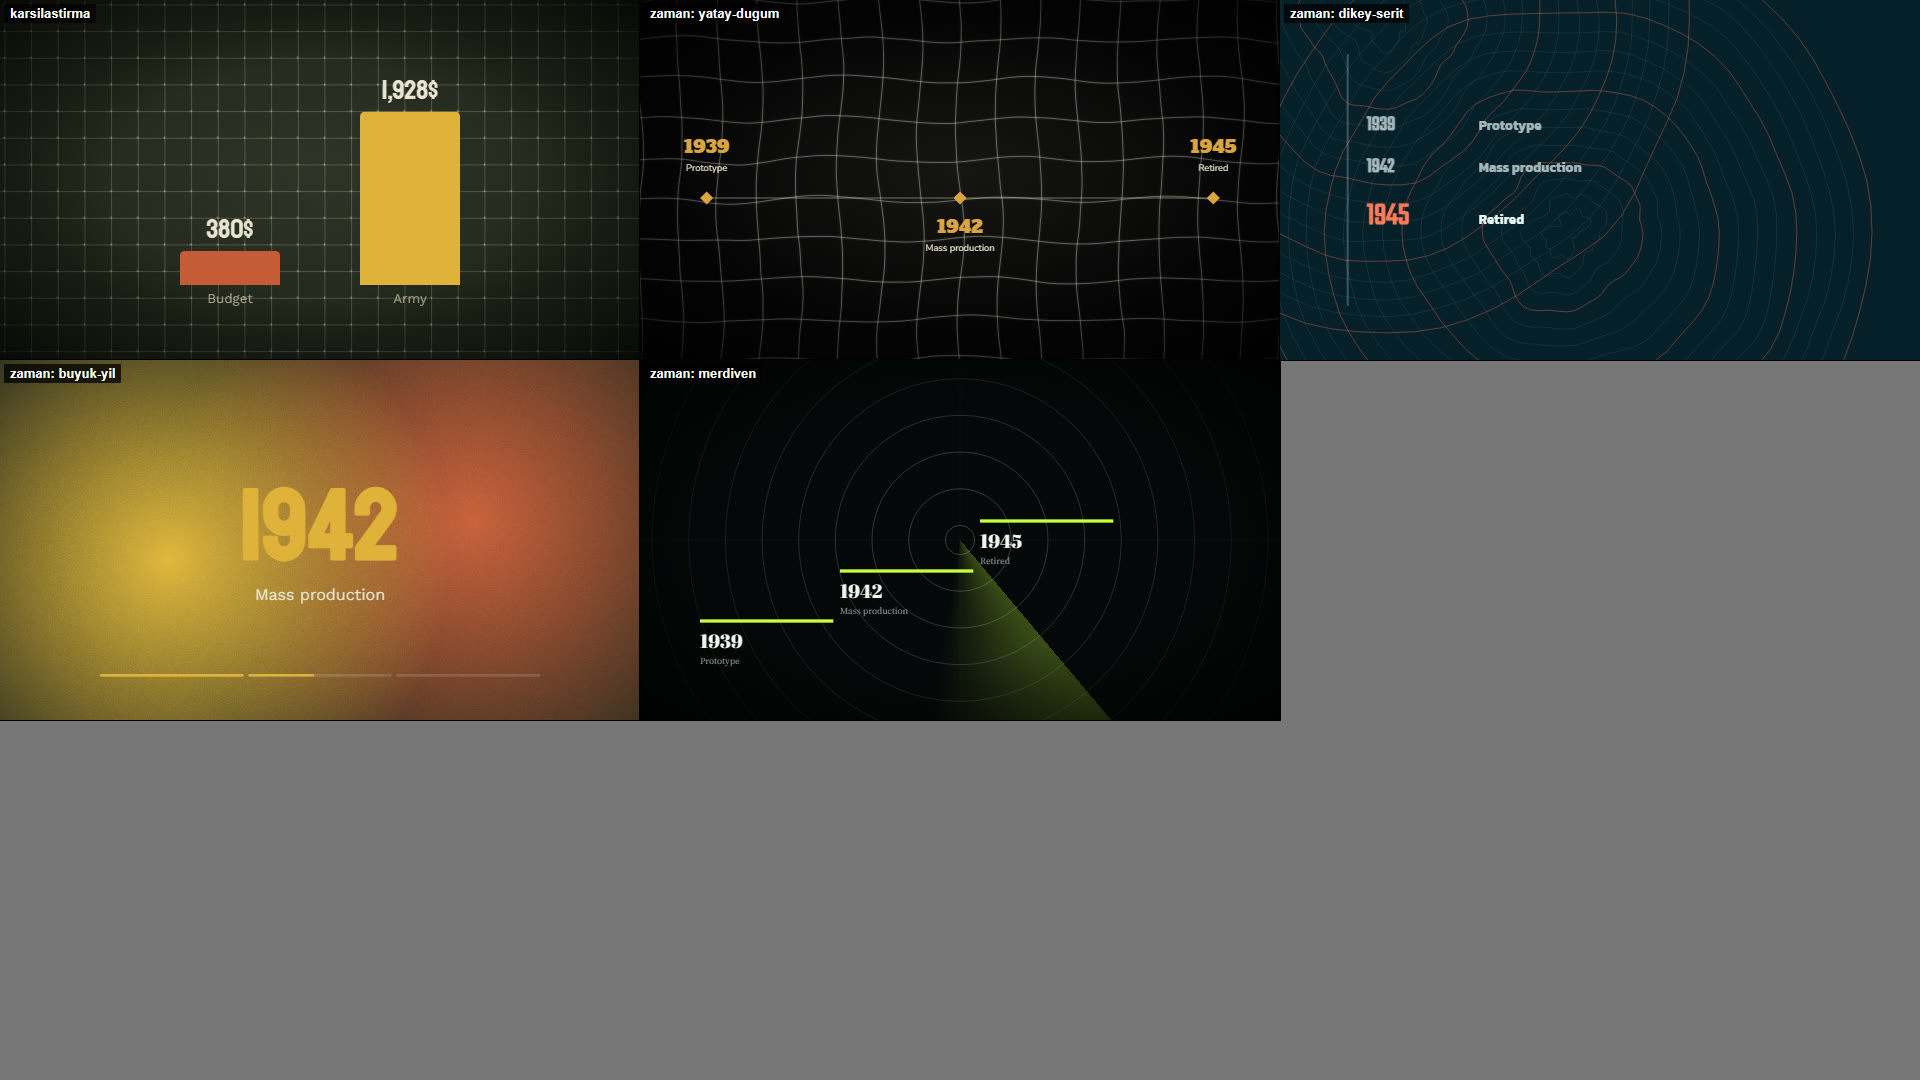 karsilastirma
1,928$
380$
Budget
Army
zaman: yatay-dugum
1939
Prototype
1945
Retired
1942
Mass production
zaman: dikey-serit
1939 Prototype
1942 Mass production
1945 Retired
zaman: buyuk-yil
1942
Mass production
zaman: merdiven
1945
Retired
1942
Mass production
1939
Prototype